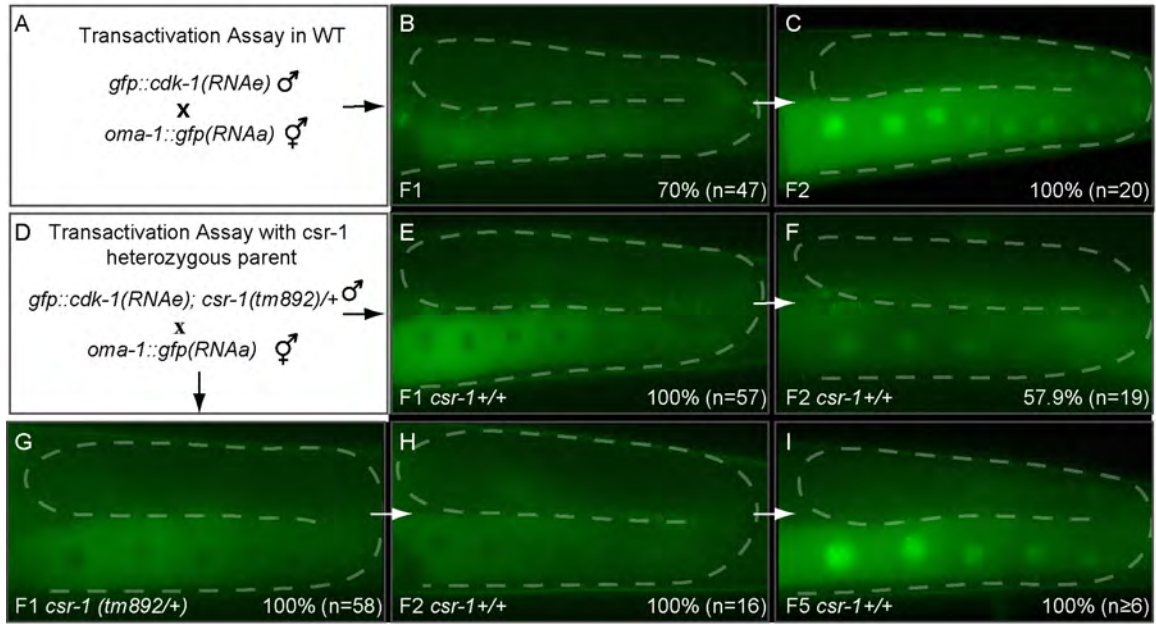 A
Transactivation Assay in WT
gfp::cdk-1(RNAe) ♂
x
oma-1::gfp(RNAa) ⚥
B
F1 70% (n=47)
C
F2 100% (n=20)
D Transactivation Assay with csr-1
heterozygous parent
gfp::cdk-1(RNAe); csr-1(tm892)/+ ♂
x
oma-1::gfp(RNAa) ⚥
E
F1 csr-1+/+ 100% (n=57)
F
F2 csr-1+/+ 57.9% (n=19)
G
F1 csr-1 (tm892/+) 100% (n=58)
H
F2 csr-1+/+ 100% (n=16)
I
F5 csr-1+/+ 100% (n≥6)